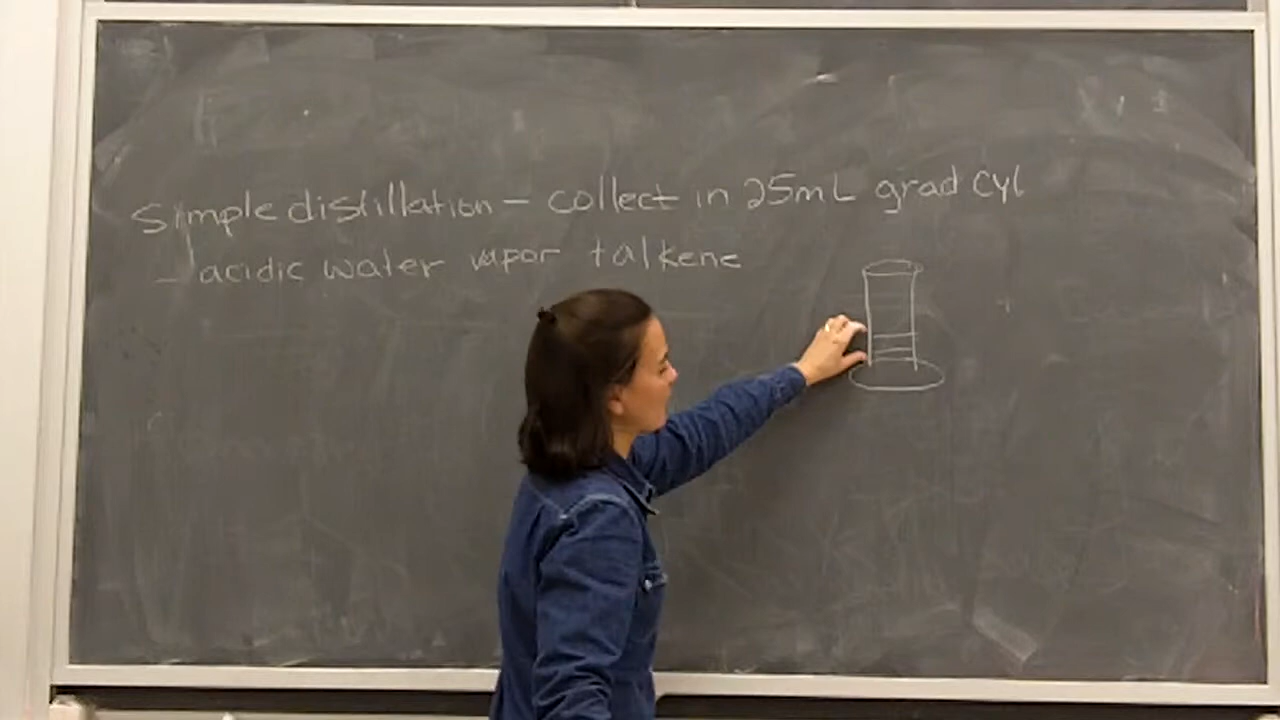 Simple distillation - collect in 25mL grad cyl
- acidic water vapor + alkene